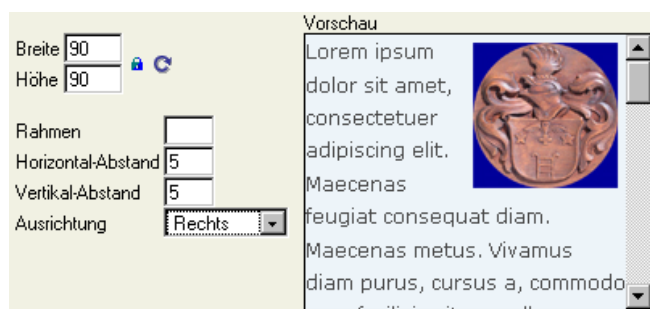 Breite 90
Höhe 90
Rahmen
Horizontal-Abstand 5
Vertikal-Abstand 5
Ausrichtung Rechts
Vorschau
Lorem ipsum
dolor sit amet,
consectetuer
adipiscing elit.
Maecenas
feugiat consequat diam.
Maecenas metus. Vivamus
diam purus, cursus a, commodo